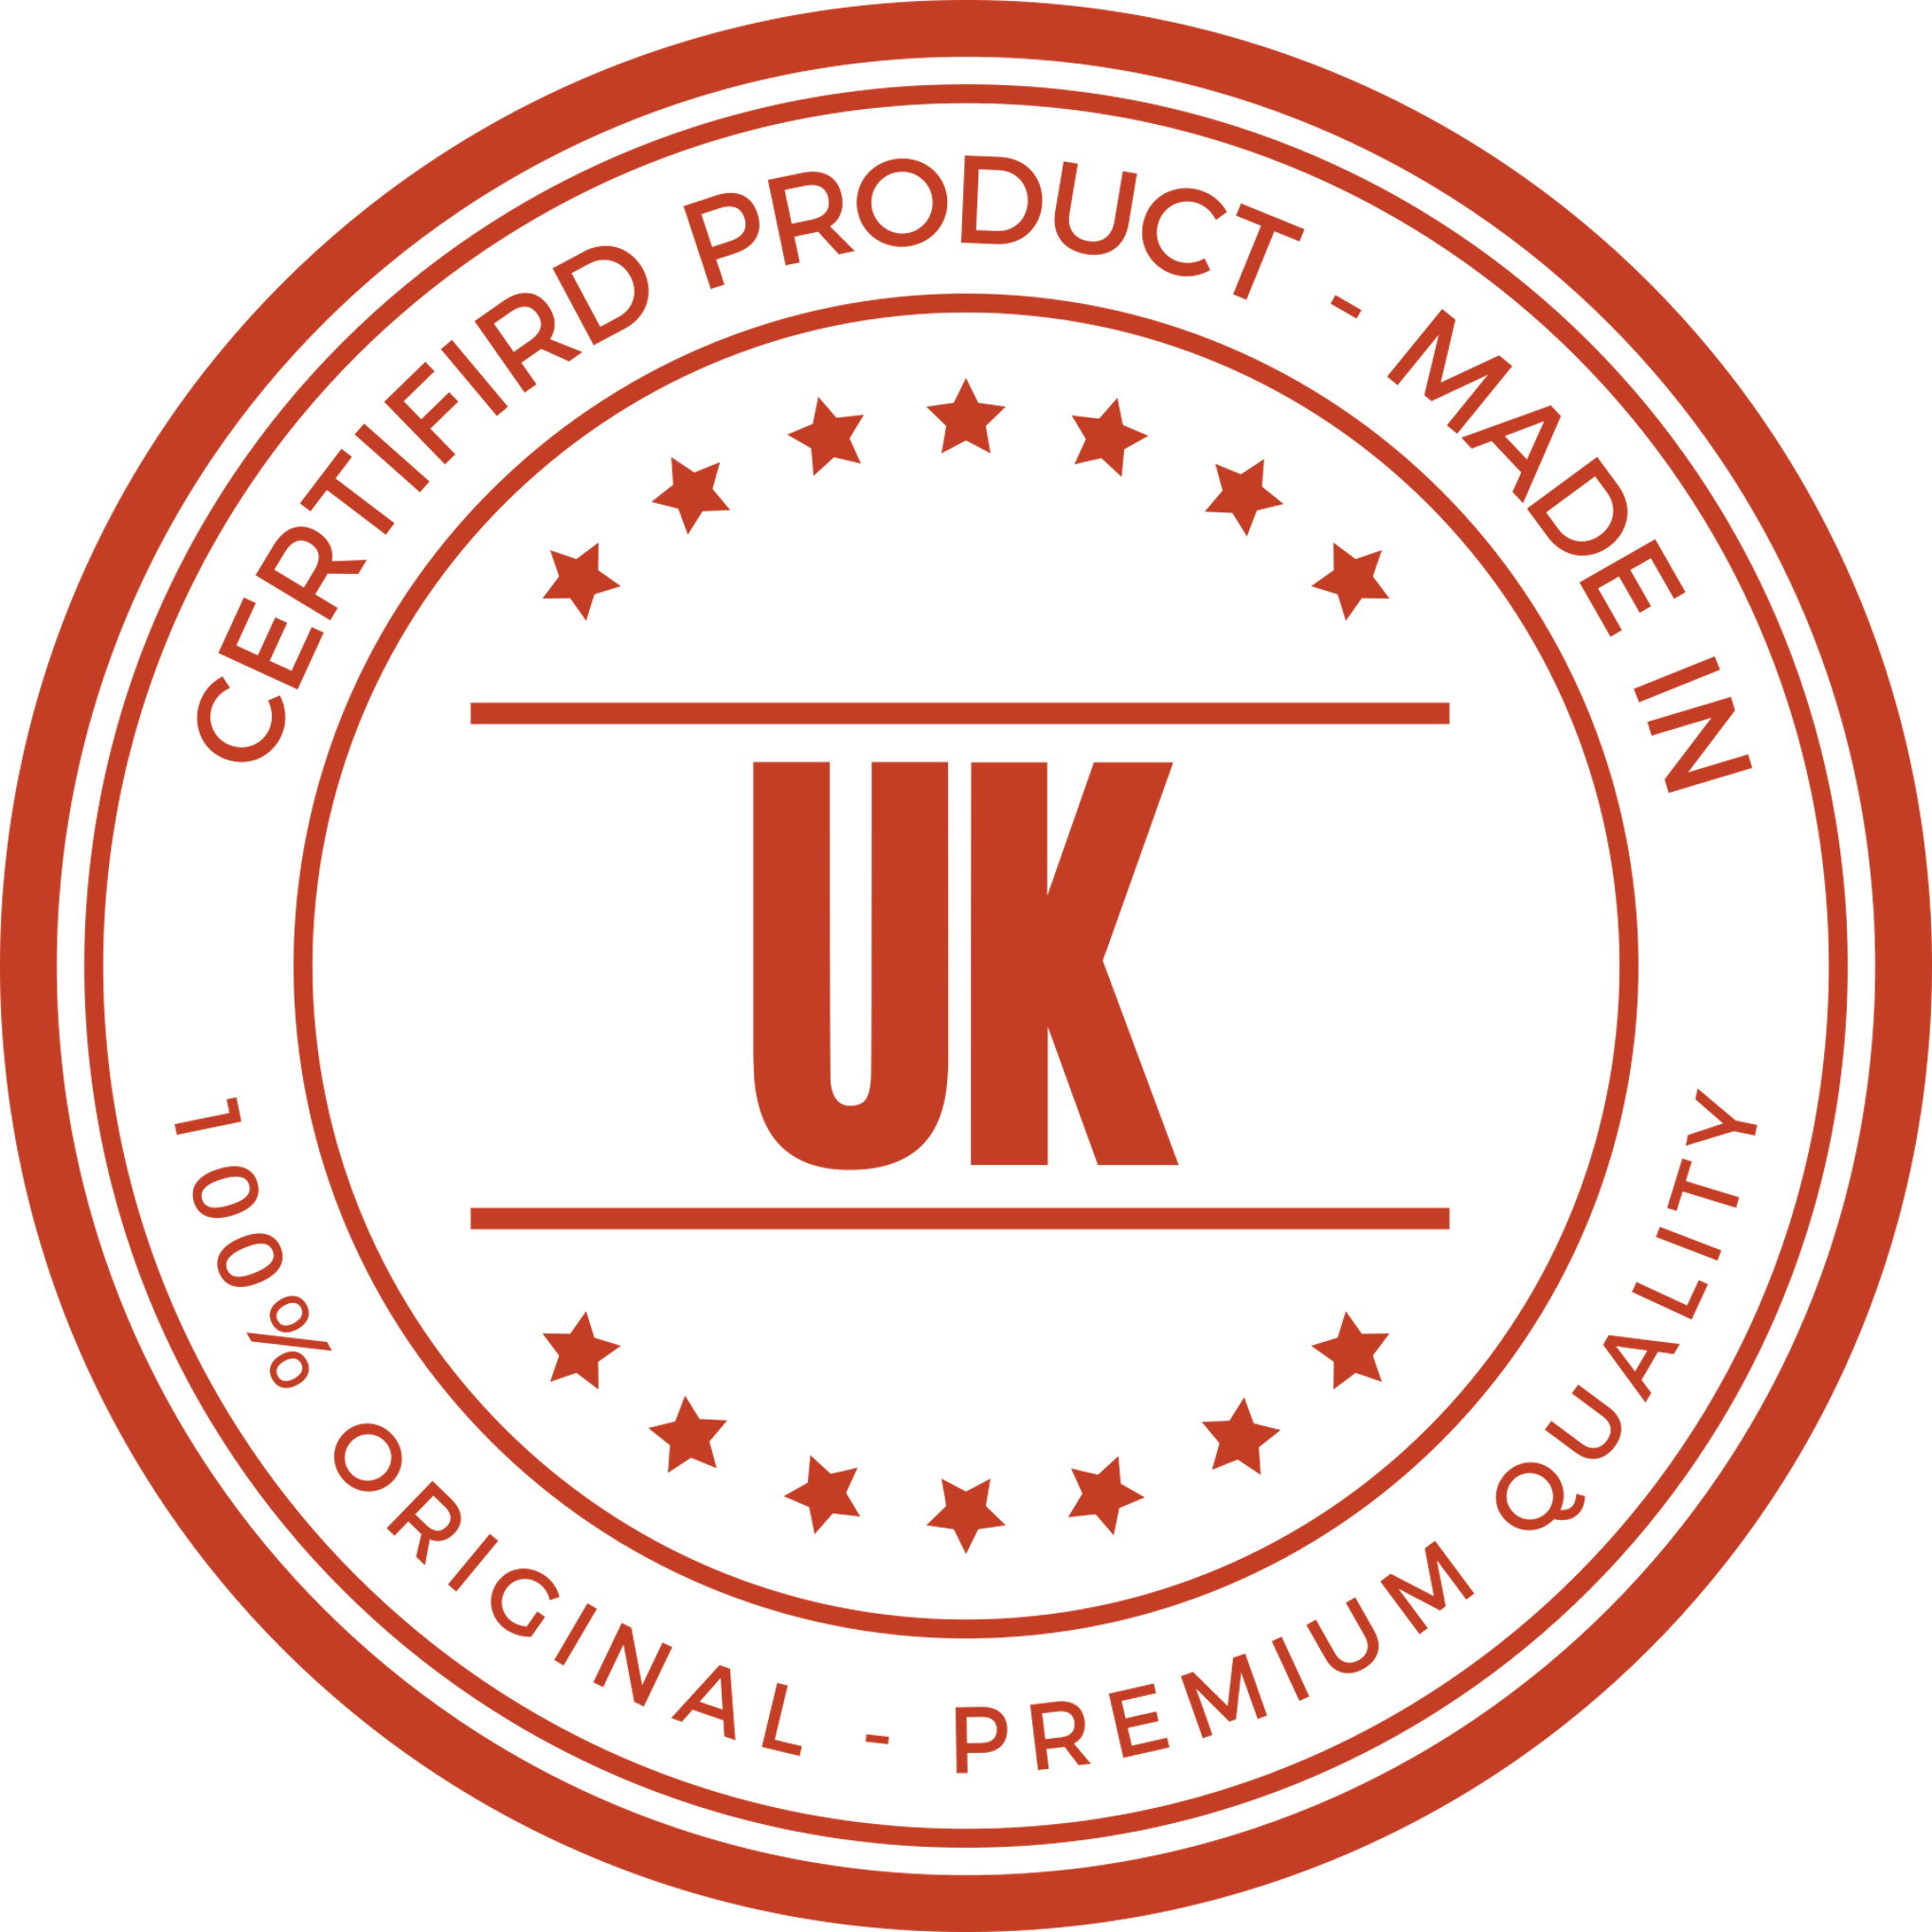 CERTIFIRD PRODUCT - MADE IN
UK
100% ORIGINAL - PREMIUM QUALITY